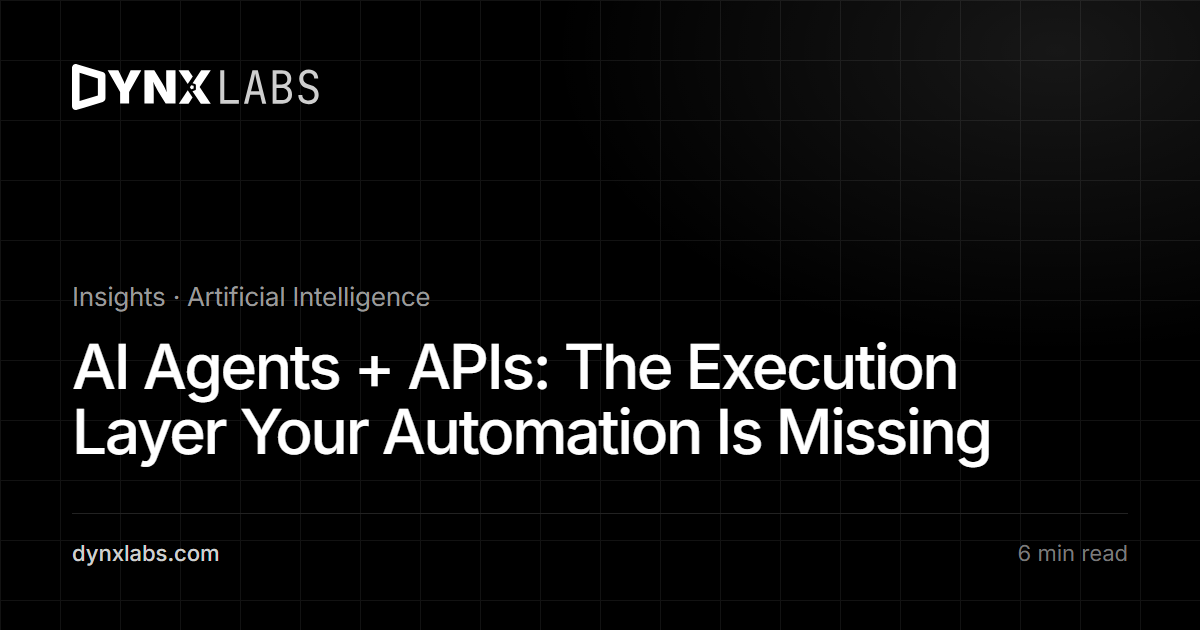 DYNX LABS
Insights · Artificial Intelligence
AI Agents + APIs: The Execution
Layer Your Automation Is Missing
dynxlabs.com
6 min read